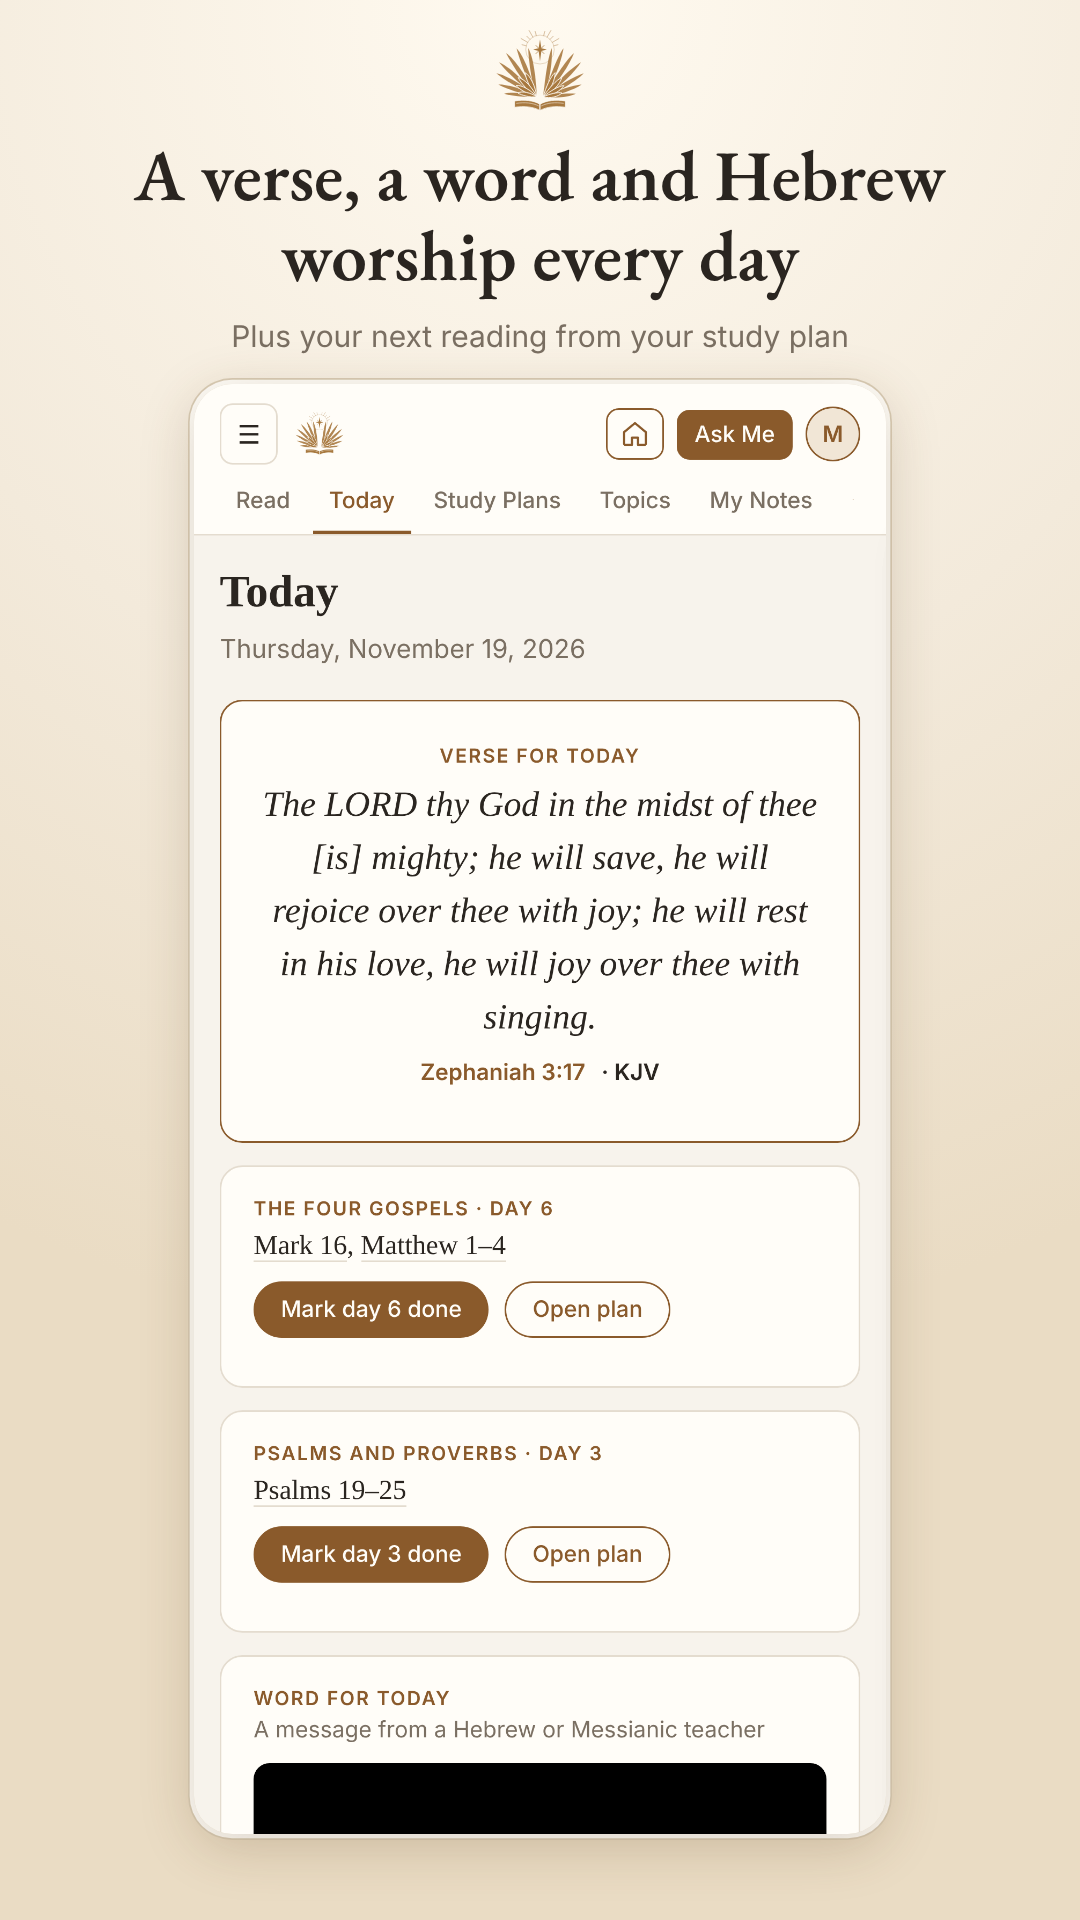 A verse, a word and Hebrew
worship every day
Plus your next reading from your study plan
Ask Me
M
Read Today Study Plans Topics My Notes
Today
Thursday, November 19, 2026
VERSE FOR TODAY
The LORD thy God in the midst of thee
[is] mighty; he will save, he will
rejoice over thee with joy; he will rest
in his love, he will joy over thee with
singing.
Zephaniah 3:17 · KJV
THE FOUR GOSPELS · DAY 6
Mark 16, Matthew 1–4
Mark day 6 done Open plan
PSALMS AND PROVERBS · DAY 3
Psalms 19–25
Mark day 3 done Open plan
WORD FOR TODAY
A message from a Hebrew or Messianic teacher